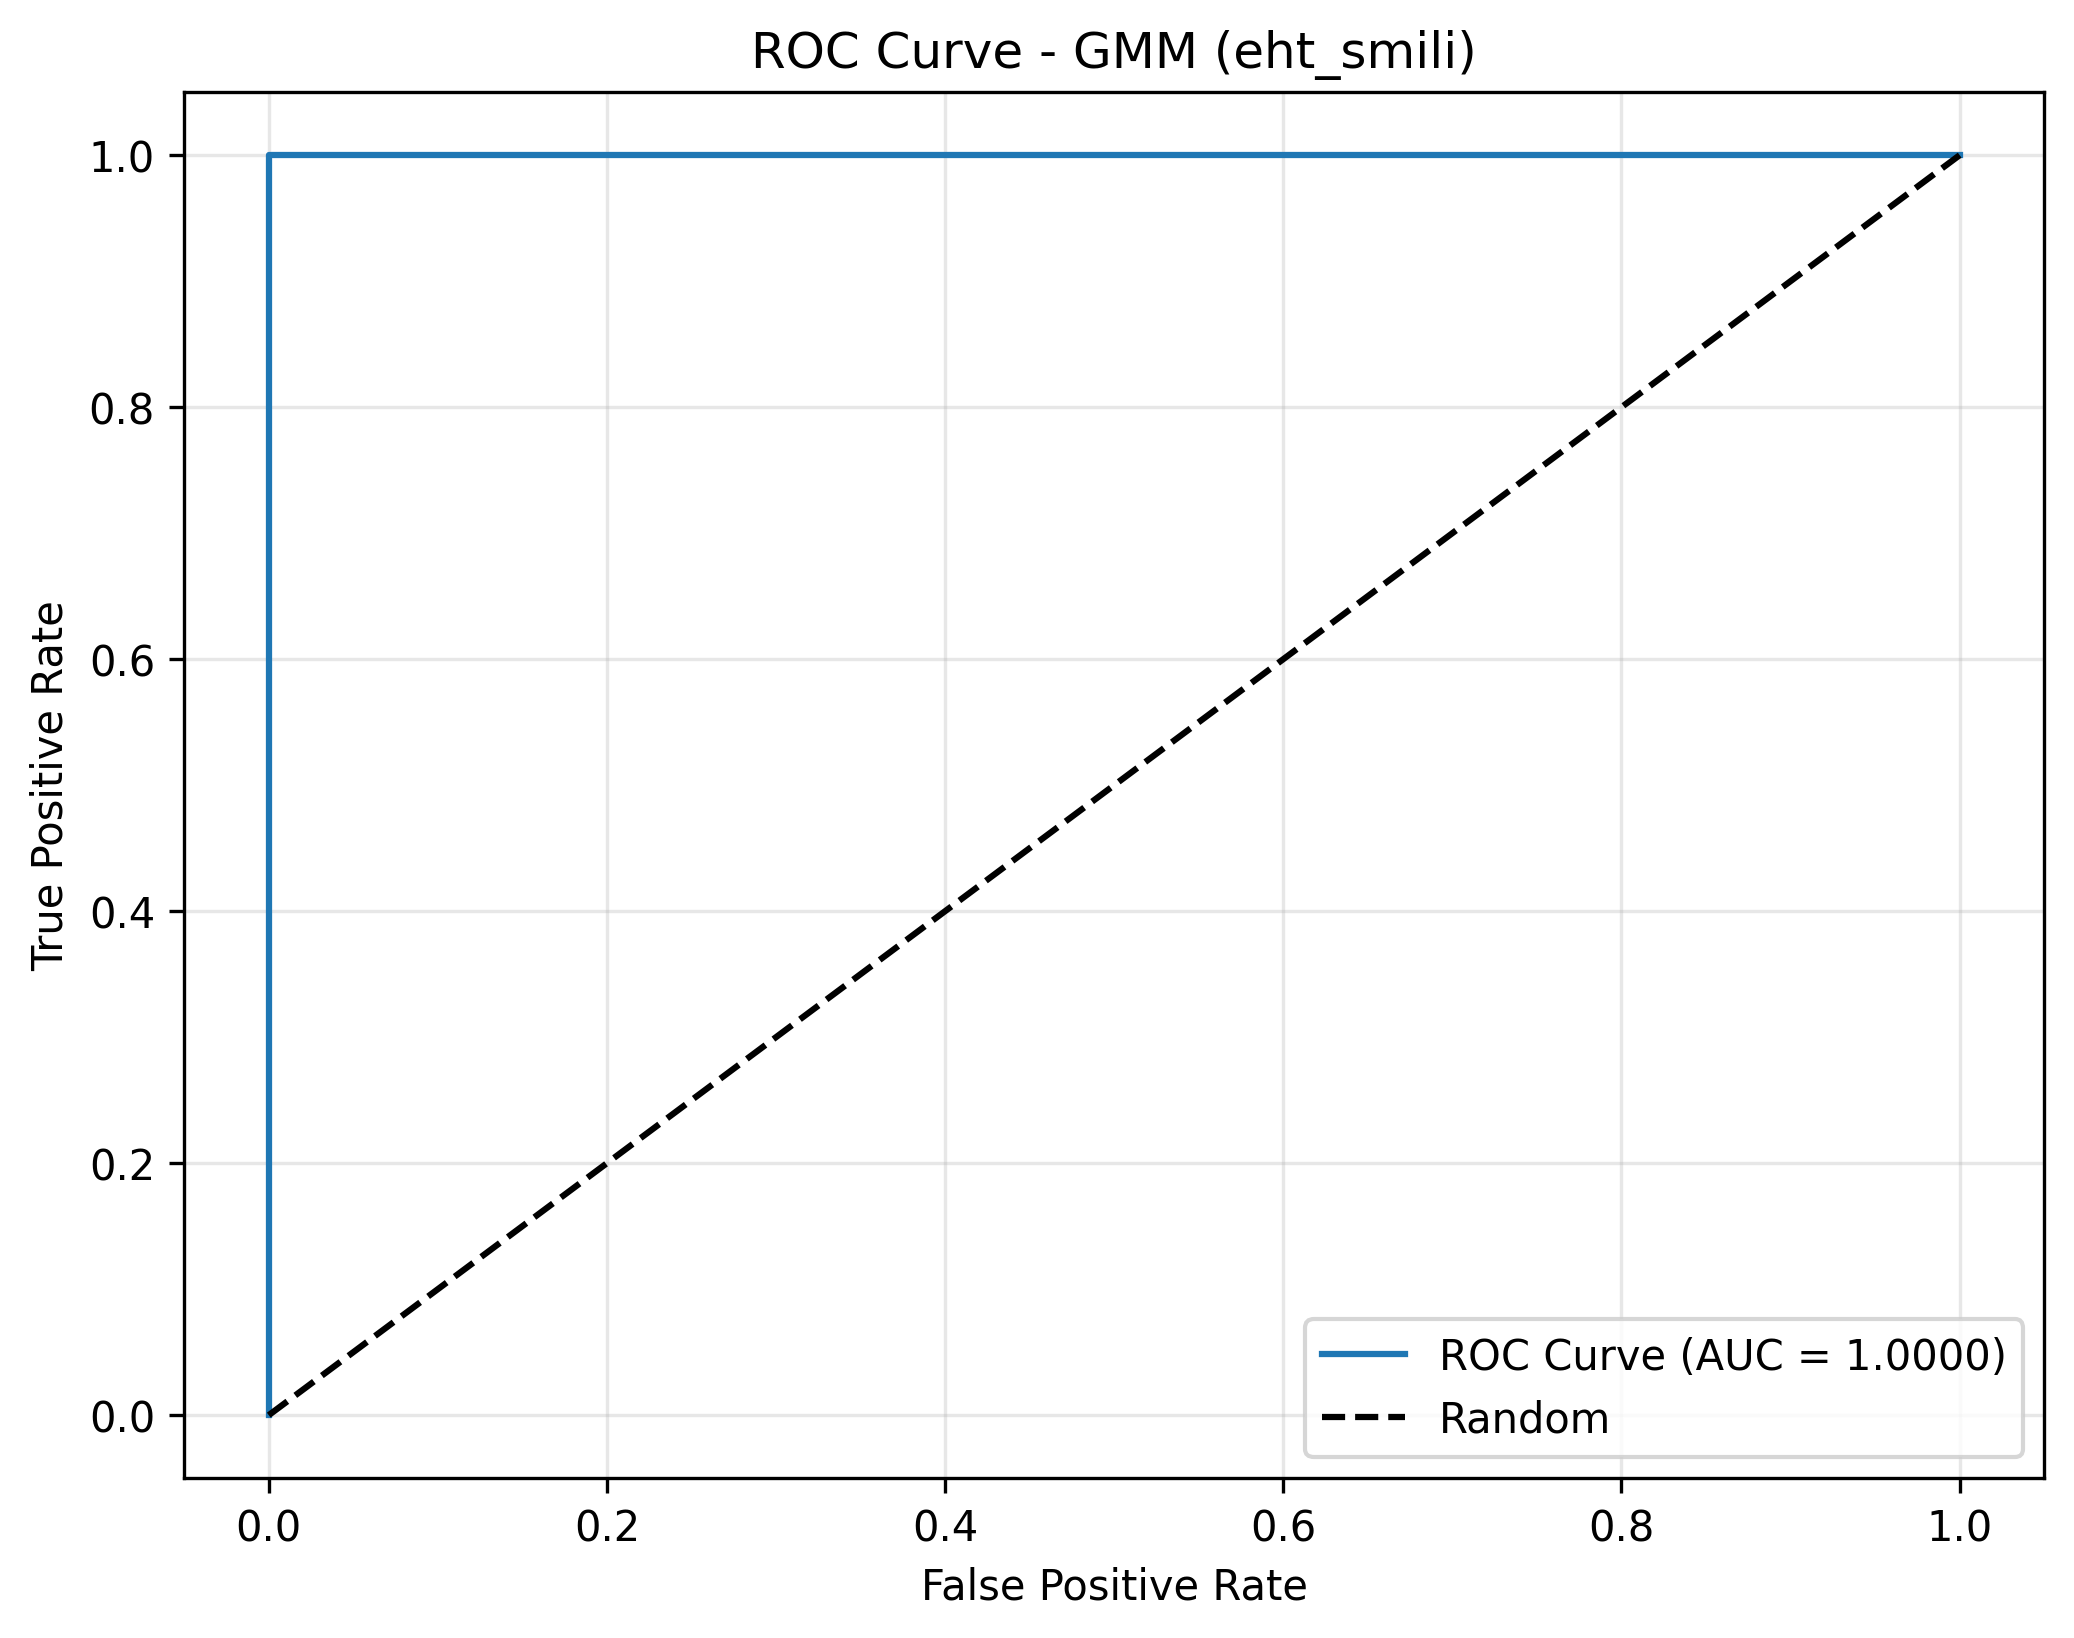 ROC Curve - GMM (eht_smili)
True Positive Rate
1.0
0.8
0.6
0.4
0.2
0.0
ROC Curve (AUC = 1.0000)
Random
0.0 0.2 0.4 0.6 0.8 1.0
False Positive Rate